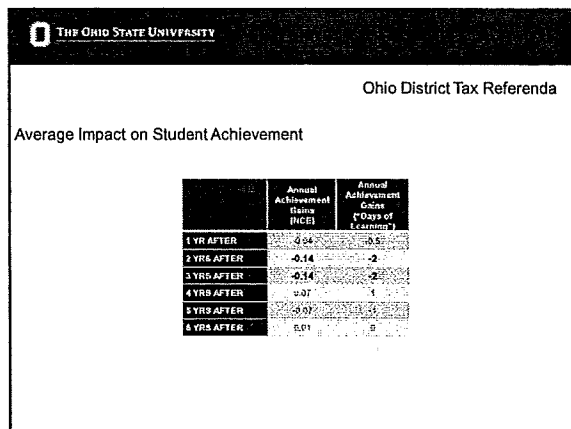 THE OHIO STATE UNIVERSITY
Ohio District Tax Referenda
Average Impact on Student Achievement
Annual Achievement Gains (NCE)
Annual Achievement Gains ("Days of Learning")
1 YR AFTER -0.04 -0.5
2 YRS AFTER -0.14 -2
3 YRS AFTER -0.14 -2
4 YRS AFTER 0.07 1
5 YRS AFTER -0.07 -1
6 YRS AFTER 0.01 0